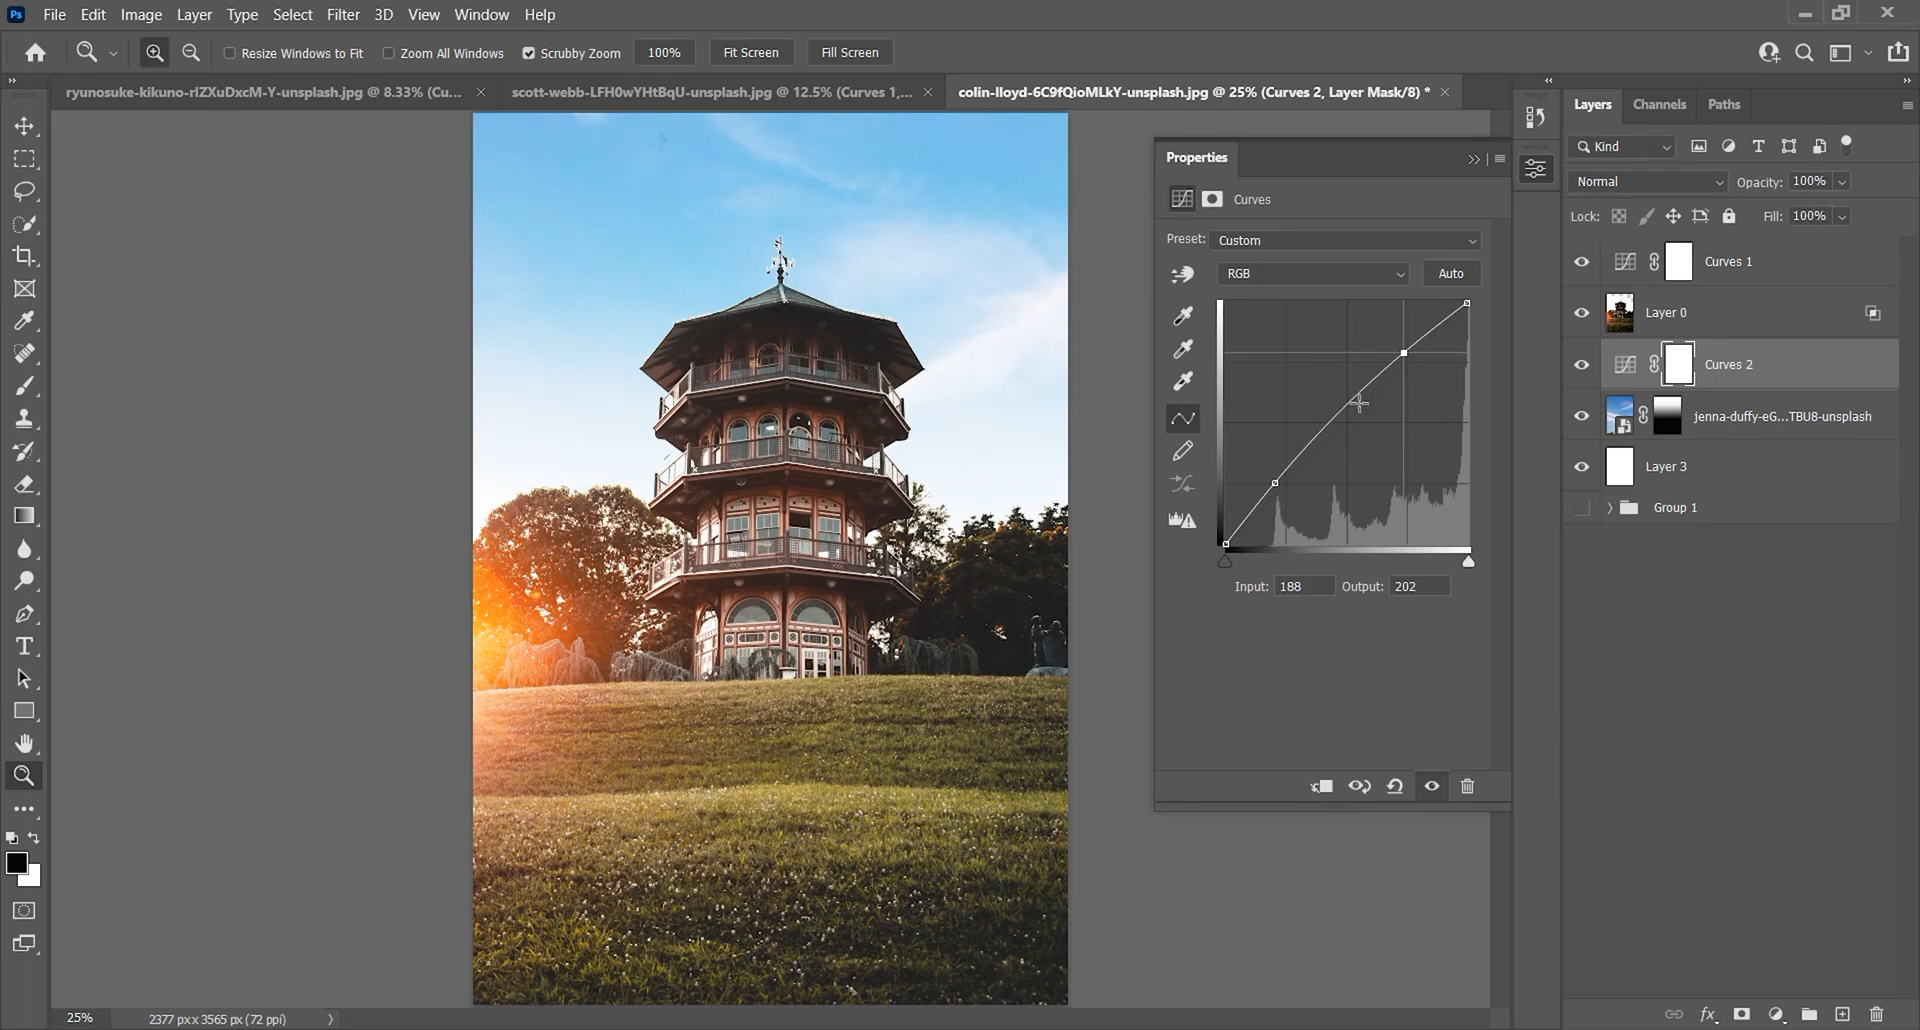 Ps File Edit Image Layer Type Select Filter 3D View Window Help
Resize Windows to Fit Zoom All Windows Scrubby Zoom 100% Fit Screen Fill Screen
ryunosuke-kikuno-rIZXuDxcM-Y-unsplash.jpg @ 8.33% (Cu... scott-webb-LFH0wYHtBqU-unsplash.jpg @ 12.5% (Curves 1,... colin-lloyd-6C9fQioMLkY-unsplash.jpg @ 25% (Curves 2, Layer Mask/8) *
Properties
Curves
Preset: Custom
RGB Auto
Input: 188 Output: 202
Layers Channels Paths
Kind
Normal Opacity: 100%
Lock: Fill: 100%
Curves 1
Layer 0
Curves 2
jenna-duffy-eG...TBU8-unsplash
Layer 3
Group 1
fx
25% 2377 px x 3565 px (72 ppi)